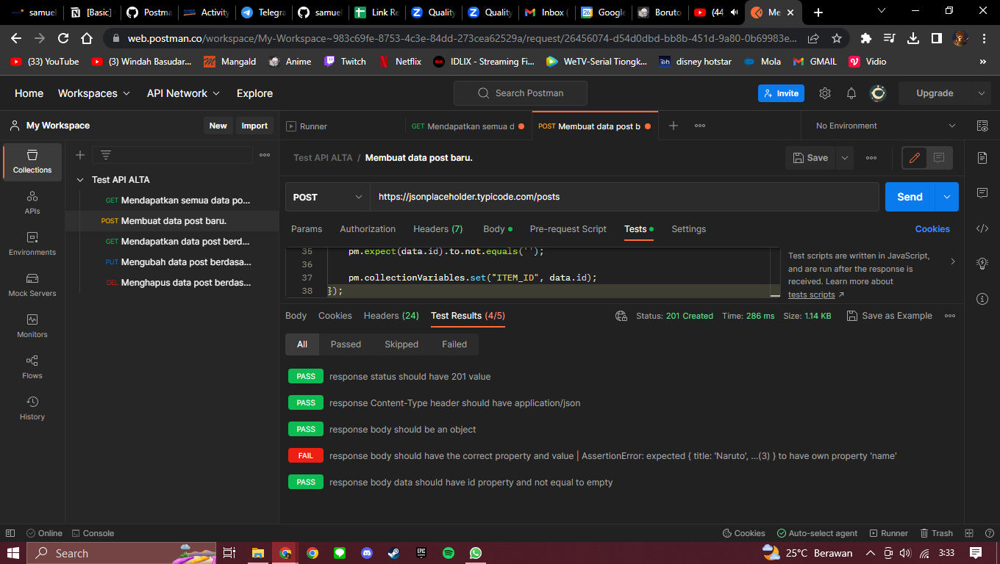 samuel
[Basic]
Postma
Activity
Telegra
samuel
Link Re
Quality
Quality
Inbox (
Google
Boruto
(44
Me
web.postman.co/workspace/My-Workspace~983c69fe-8753-4c3e-84dd-273cea62529a/request/26456074-d54d0dbd-bb8b-451d-9a80-0b69983e...
(33) YouTube
(3) Windah Basudar...
Mangald
Anime
Twitch
Netflix
IDLIX - Streaming Fi...
WeTV-Serial Tiongk...
disney hotstar
Mola
GMAIL
Vidio
Home
Workspaces
API Network
Explore
Search Postman
Invite
Upgrade
My Workspace
New
Import
Runner
GET Mendapatkan semua d
POST Membuat data post b
No Environment
Collections
APIs
Environments
Mock Servers
Monitors
Flows
History
Test API ALTA
GET Mendapatkan semua data po...
POST Membuat data post baru.
GET Mendapatkan data post berd...
PUT Mengubah data post berdasa...
DEL Menghapus data post berdas...
Test API ALTA / Membuat data post baru.
Save
POST
https://jsonplaceholder.typicode.com/posts
Send
Params
Authorization
Headers (7)
Body
Pre-request Script
Tests
Settings
Cookies
35 pm.expect(data.id).to.not.equals('');
36
37 pm.collectionVariables.set("ITEM_ID", data.id);
38 });
Test scripts are written in JavaScript,
and are run after the response is
received. Learn more about
tests scripts ↗
Body
Cookies
Headers (24)
Test Results (4/5)
Status: 201 Created
Time: 286 ms
Size: 1.14 KB
Save as Example
All
Passed
Skipped
Failed
PASS response status should have 201 value
PASS response Content-Type header should have application/json
PASS response body should be an object
FAIL response body should have the correct property and value | AssertionError: expected { title: 'Naruto', …(3) } to have own property 'name'
PASS response body data should have id property and not equal to empty
Online
Console
Cookies
Auto-select agent
Runner
Trash
Search
EPIC
25°C Berawan
3:33